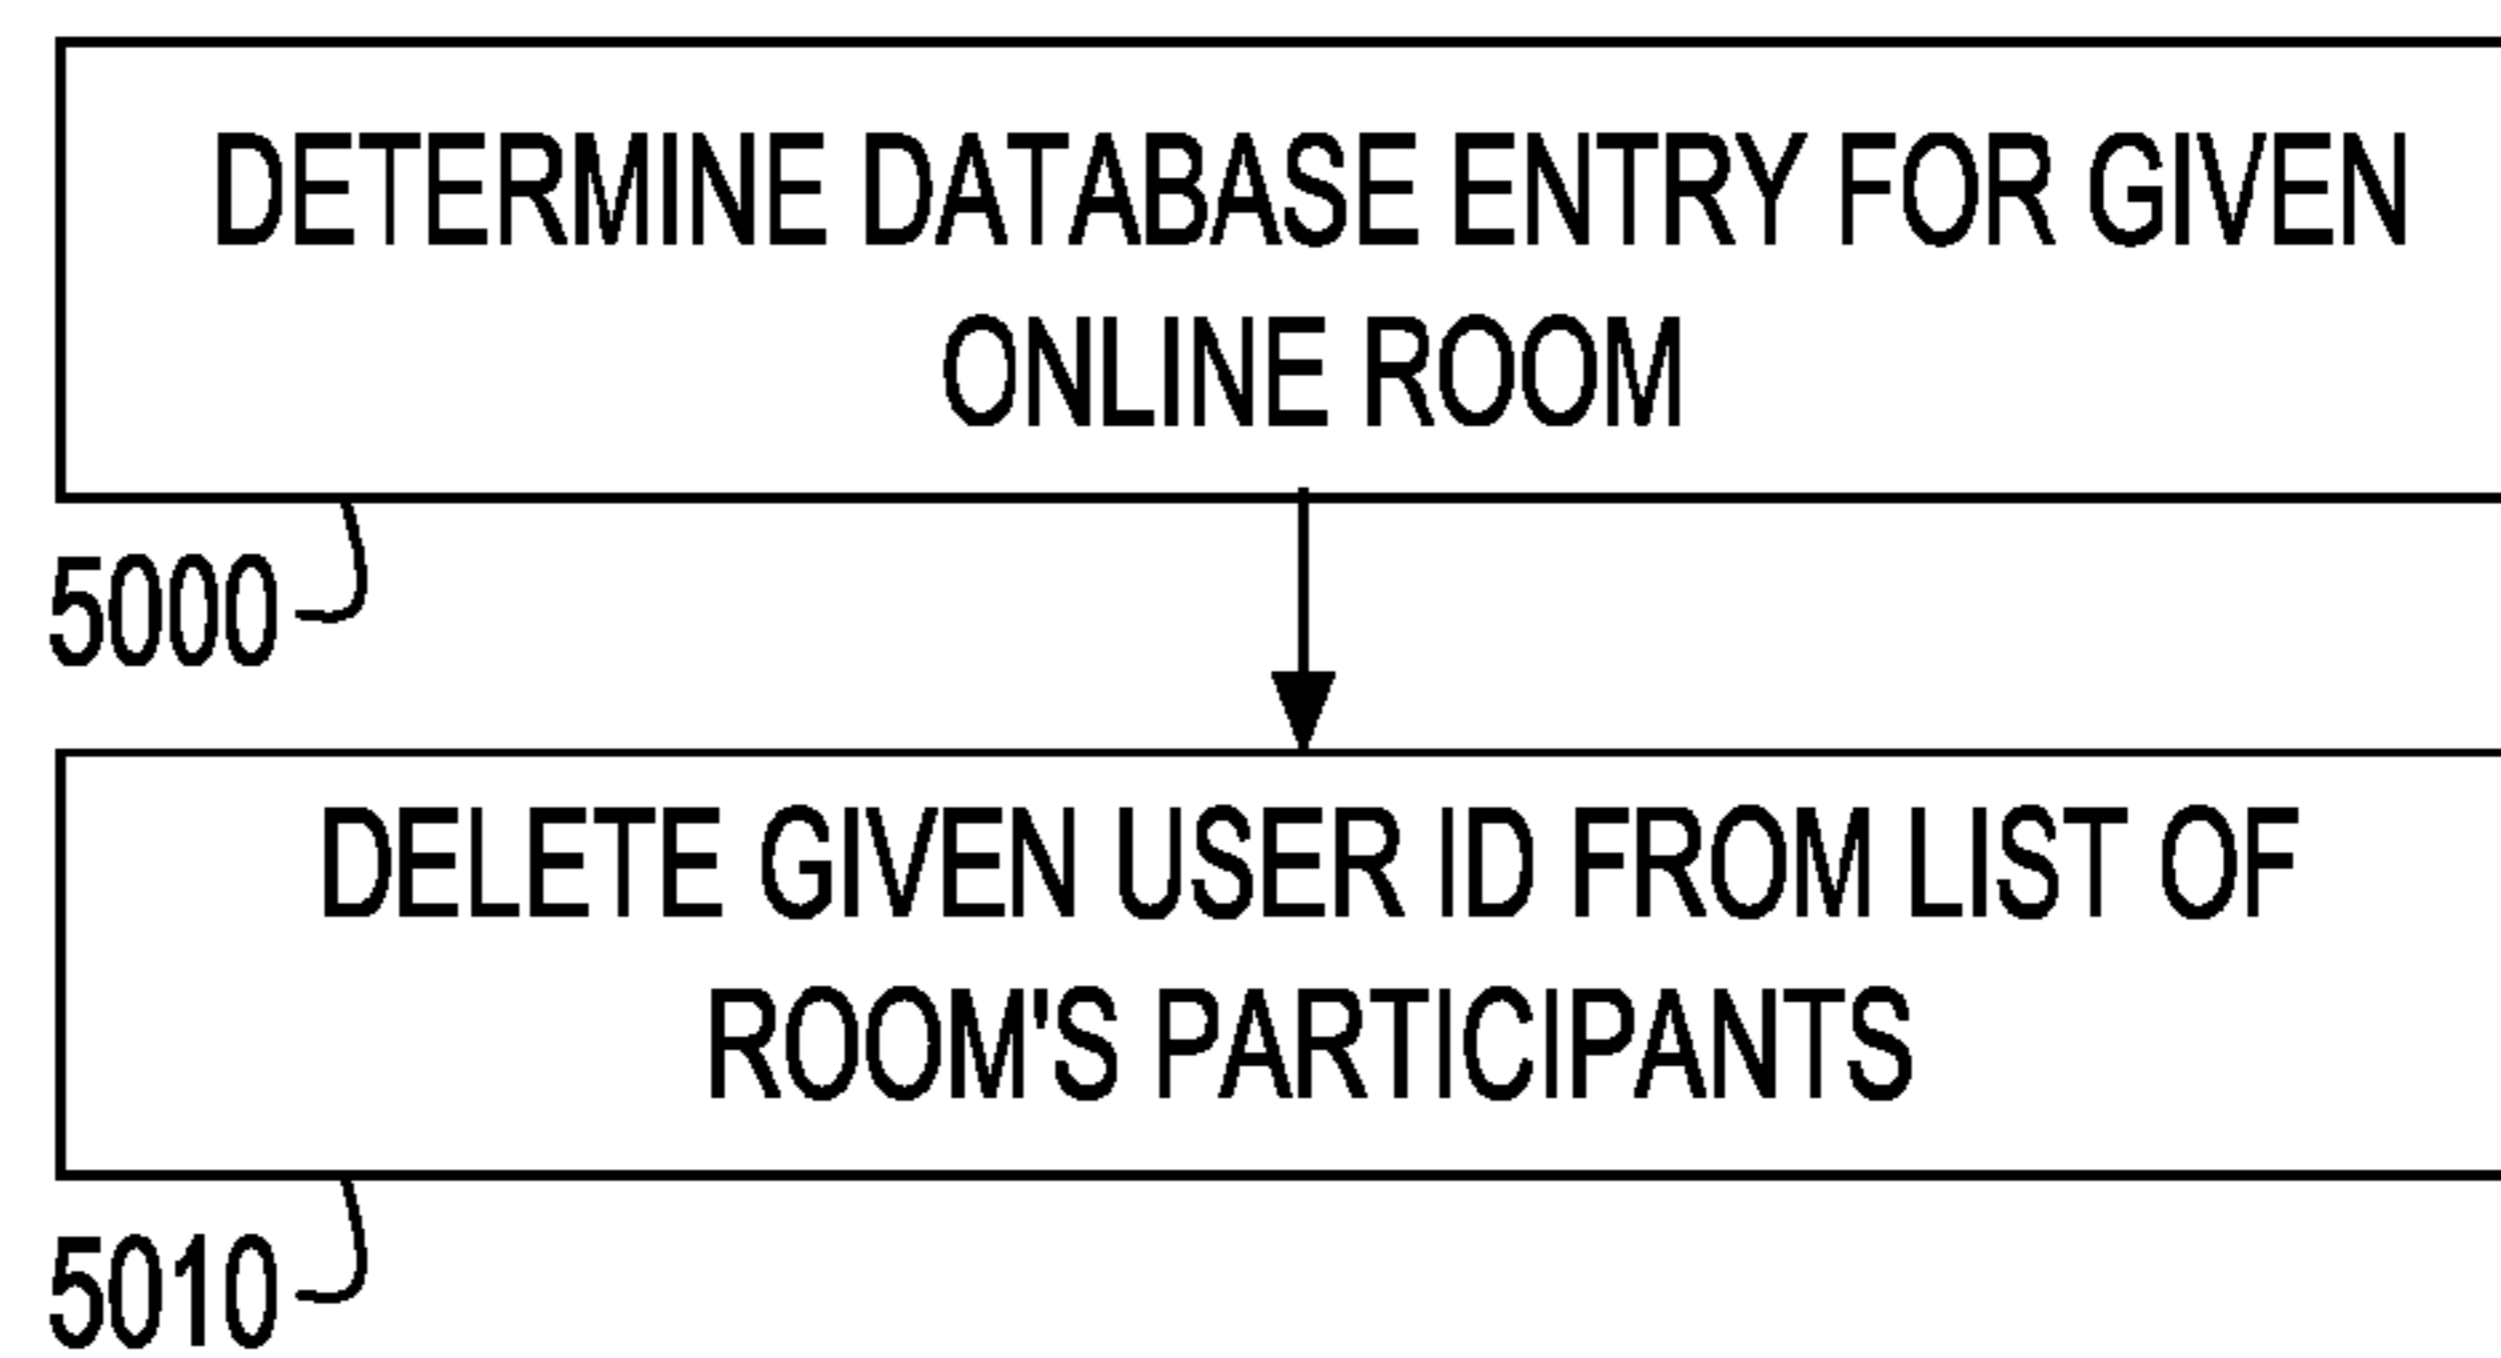 DETERMINE DATABASE ENTRY FOR GIVEN
ONLINE ROOM
5000
DELETE GIVEN USER ID FROM LIST OF
ROOM'S PARTICIPANTS
5010